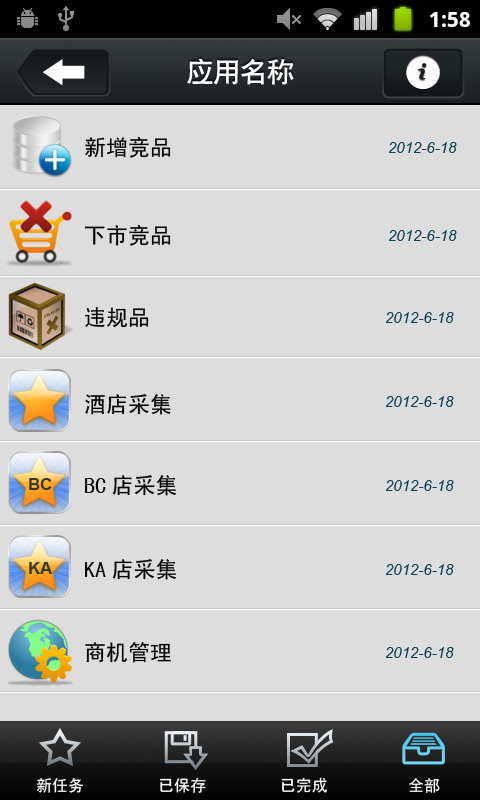 1:58
应用名称
新增竞品 2012-6-18
下市竞品 2012-6-18
违规品 2012-6-18
酒店采集 2012-6-18
BC BC 店采集 2012-6-18
KA KA 店采集 2012-6-18
商机管理 2012-6-18
新任务 已保存 已完成 全部